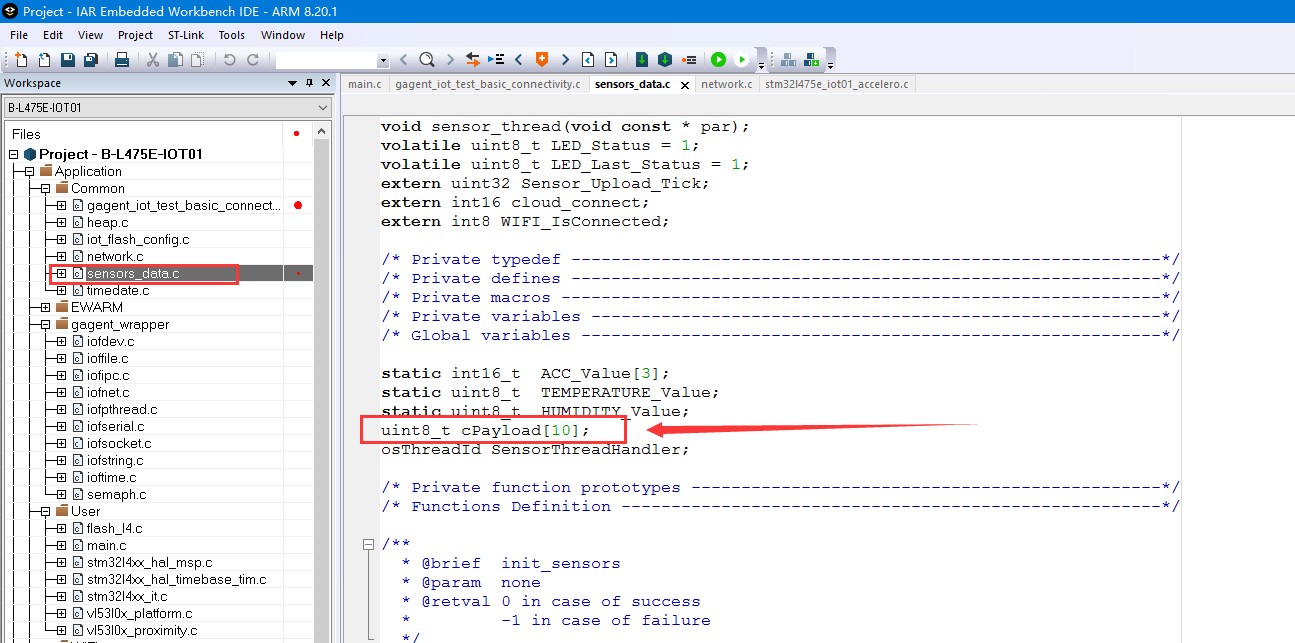 Project - IAR Embedded Workbench IDE - ARM 8.20.1
File Edit View Project ST-Link Tools Window Help
Workspace
main.c gagent_iot_test_basic_connectivity.c sensors_data.c network.c stm32l475e_iot01_accelero.c
B-L475E-IOT01
Files
Project - B-L475E-IOT01
Application
Common
gagent_iot_test_basic_connect...
heap.c
iot_flash_config.c
network.c
sensors_data.c
timedate.c
EWARM
gagent_wrapper
iofdev.c
ioffile.c
iofipc.c
iofnet.c
iofpthread.c
iofserial.c
iofsocket.c
iofstring.c
ioftime.c
semaph.c
User
flash_l4.c
main.c
stm32l4xx_hal_msp.c
stm32l4xx_hal_timebase_tim.c
stm32l4xx_it.c
vl53l0x_platform.c
vl53l0x_proximity.c
void sensor_thread(void const * par);
volatile uint8_t LED_Status = 1;
volatile uint8_t LED_Last_Status = 1;
extern uint32 Sensor_Upload_Tick;
extern int16 cloud_connect;
extern int8 WIFI_IsConnected;
/* Private typedef -----------------------------------------------------------*/
/* Private defines -----------------------------------------------------------*/
/* Private macros ------------------------------------------------------------*/
/* Private variables ---------------------------------------------------------*/
/* Global variables ----------------------------------------------------------*/
static int16_t  ACC_Value[3];
static uint8_t  TEMPERATURE_Value;
static uint8_t  HUMIDITY_Value;
uint8_t cPayload[10];
osThreadId SensorThreadHandler;
/* Private function prototypes -----------------------------------------------*/
/* Functions Definition ------------------------------------------------------*/
/**
* @brief  init_sensors
* @param  none
* @retval 0 in case of success
*         -1 in case of failure
*/